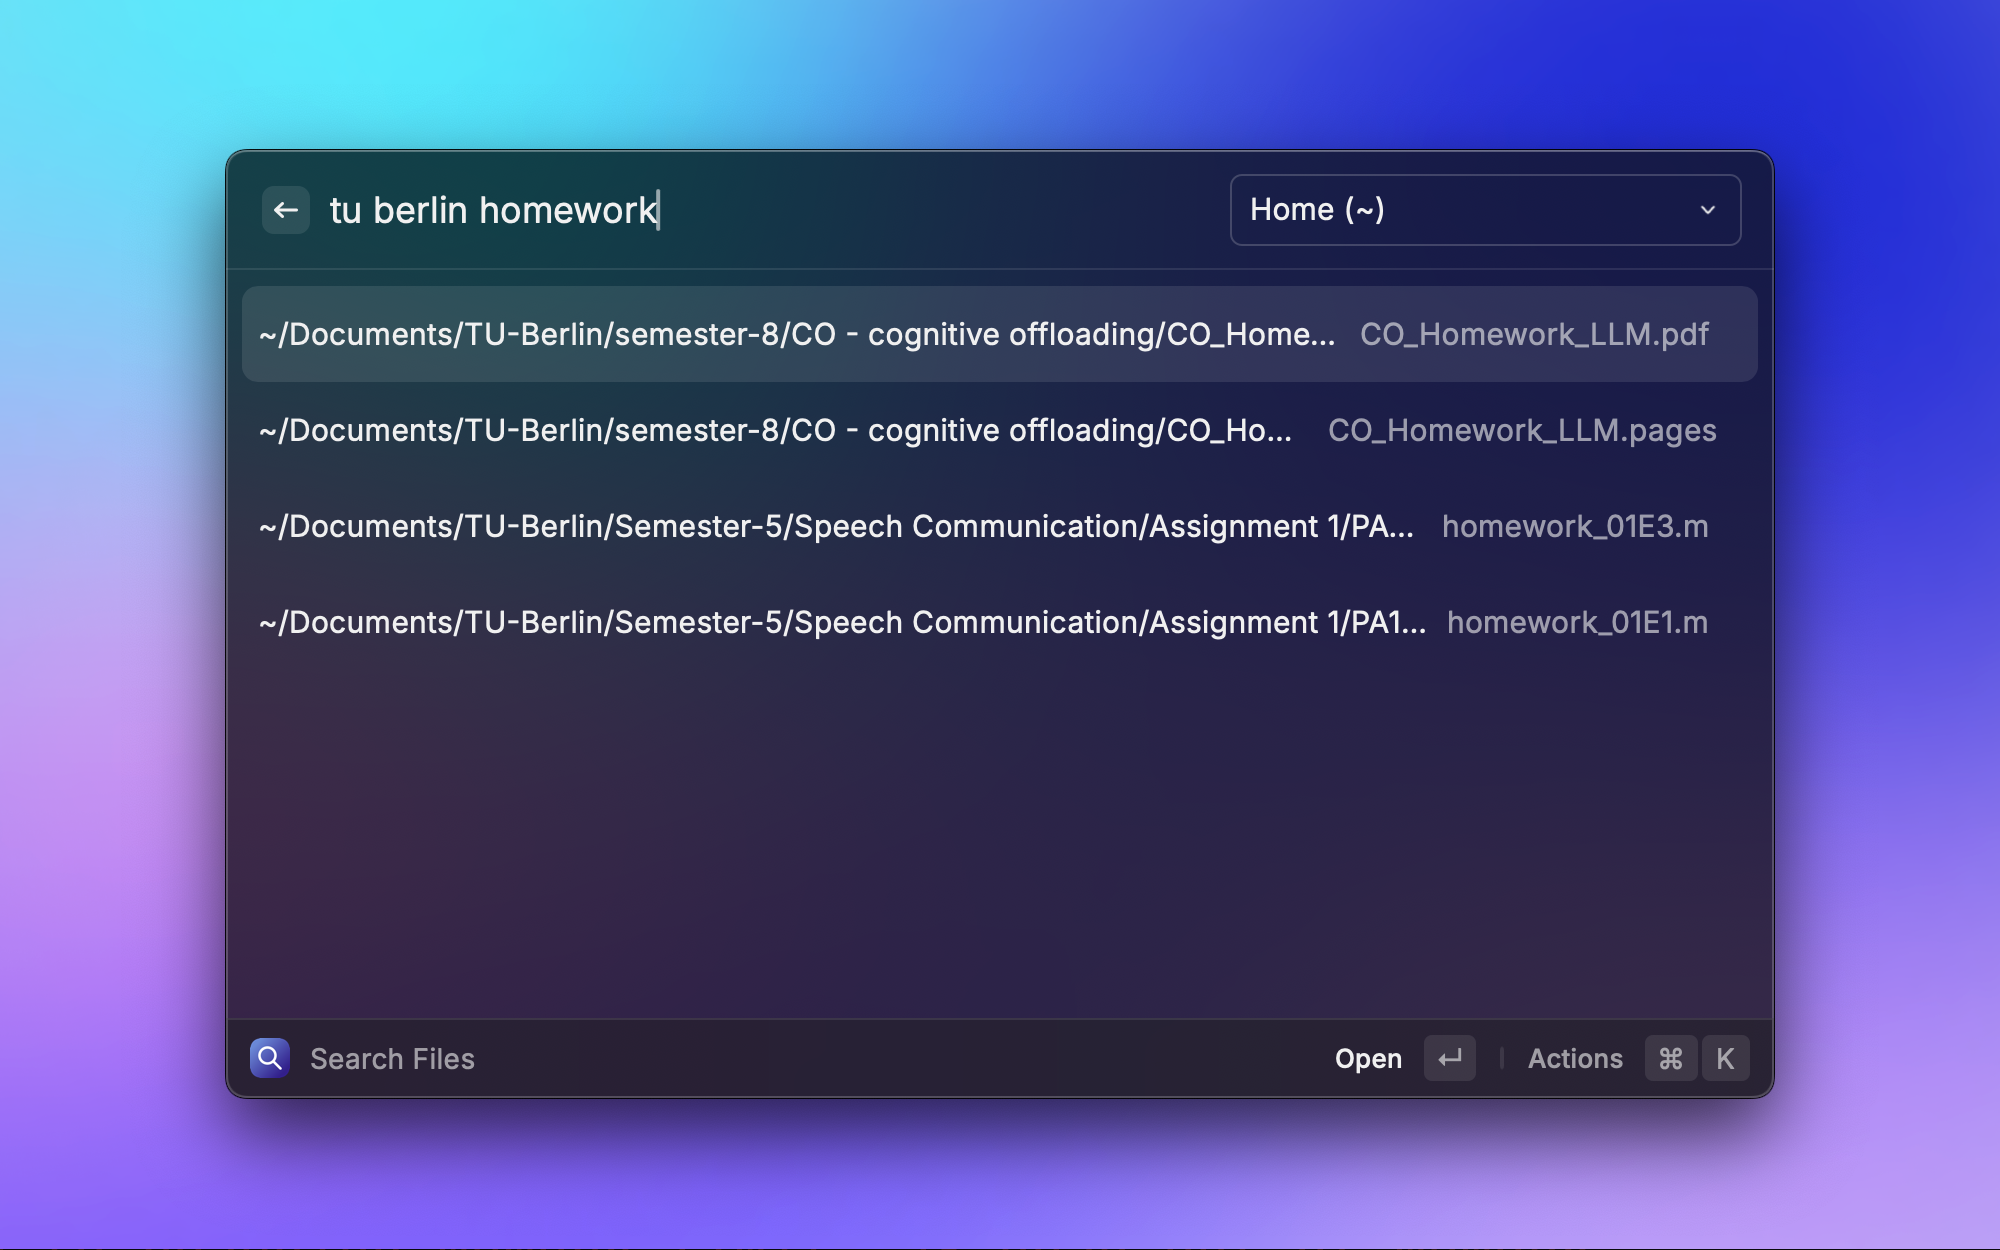 tu berlin homework
Home (~)
~/Documents/TU-Berlin/semester-8/CO - cognitive offloading/CO_Home... CO_Homework_LLM.pdf
~/Documents/TU-Berlin/semester-8/CO - cognitive offloading/CO_Ho... CO_Homework_LLM.pages
~/Documents/TU-Berlin/Semester-5/Speech Communication/Assignment 1/PA... homework_01E3.m
~/Documents/TU-Berlin/Semester-5/Speech Communication/Assignment 1/PA1... homework_01E1.m
Search Files
Open ↵ Actions ⌘ K